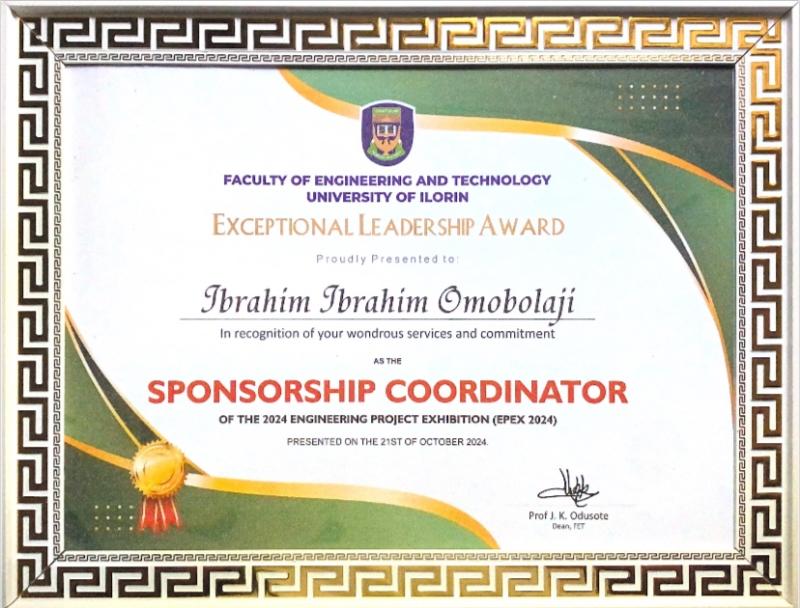 FACULTY OF ENGINEERING AND TECHNOLOGY
UNIVERSITY OF ILORIN
EXCEPTIONAL LEADERSHIP AWARD
Proudly Presented to:
Ibrahim Ibrahim Omobolaji
In recognition of your wondrous services and commitment
AS THE
SPONSORSHIP COORDINATOR
OF THE 2024 ENGINEERING PROJECT EXHIBITION (EPEX 2024)
PRESENTED ON THE 21ST OF OCTOBER 2024.
Prof J. K. Odusote
Dean, FET